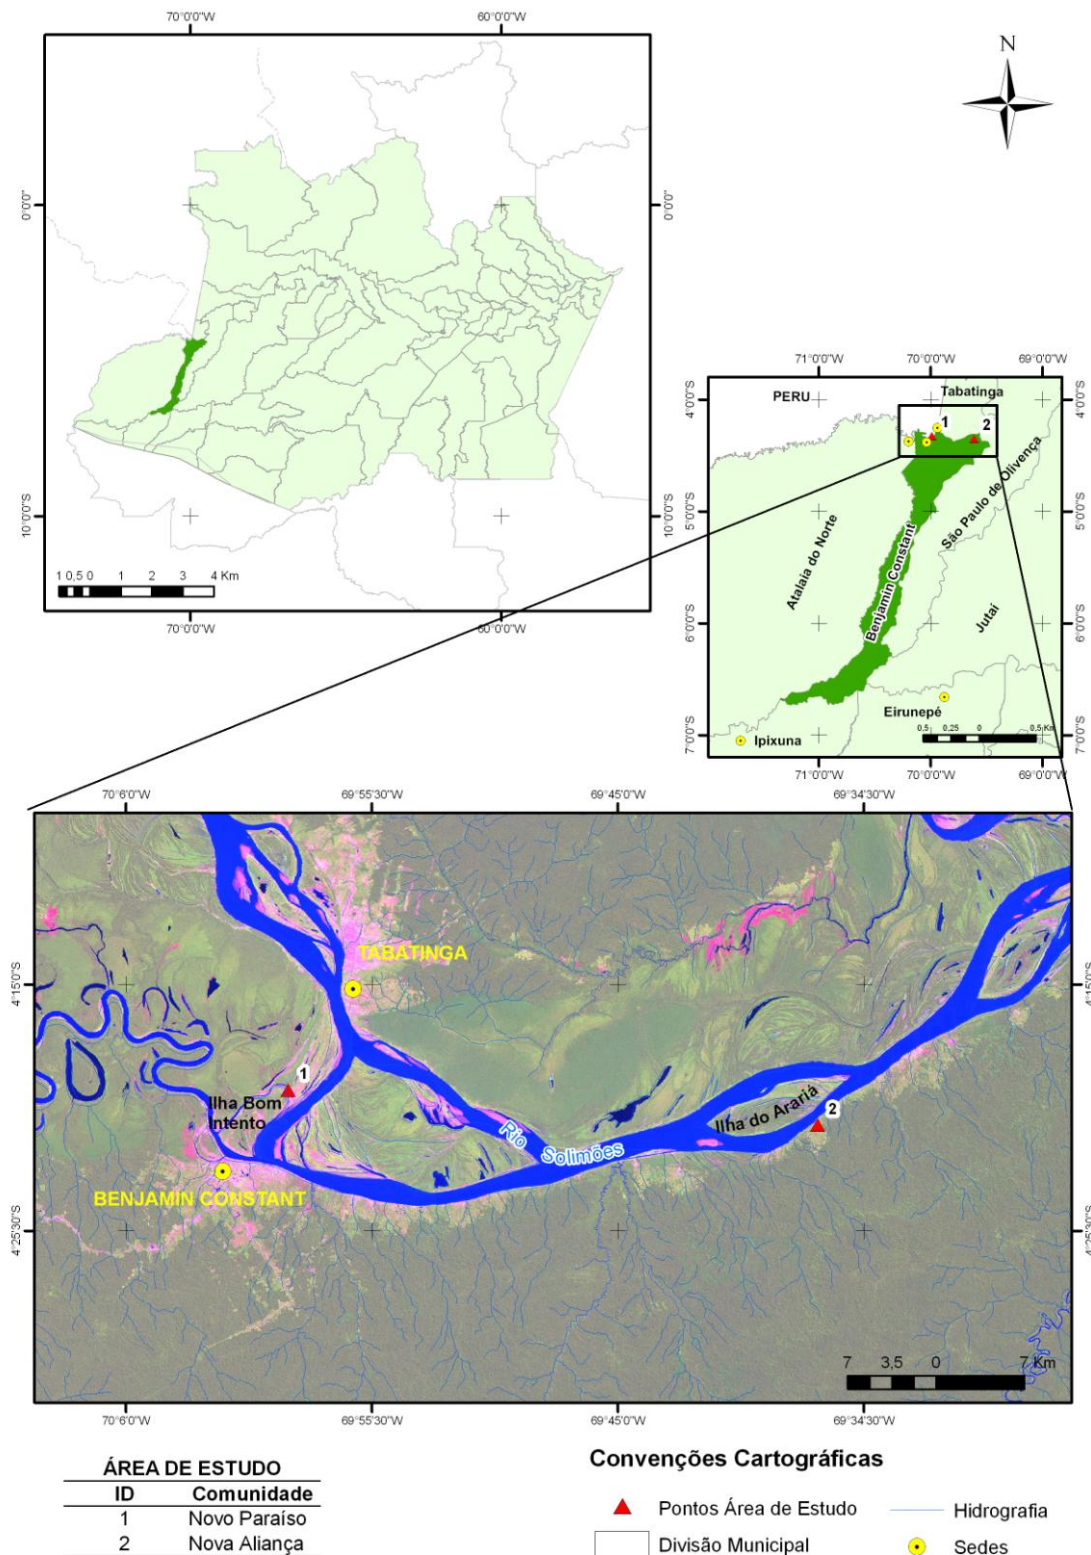 70°0'0"W
60°0'0"W
N
0°0'0"
0°0'0"
10°0'0"S
10°0'0"S
1 0,5 0 1 2 3 4 Km
70°0'0"W
60°0'0"W
71°0'0"W
70°0'0"W
69°0'0"W
4°0'0"S
4°0'0"S
PERU
Tabatinga
1
2
5°0'0"S
5°0'0"S
Atalaia do Norte
Benjamin Constant
São Paulo de Olivença
Jutaí
6°0'0"S
6°0'0"S
Eirunepé
Ipixuna
0.5 0,25 0 0,5 Km
7°0'0"S
7°0'0"S
71°0'0"W
70°0'0"W
69°0'0"W
70°6'0"W
69°55'30"W
69°45'0"W
69°34'30"W
TABATINGA
4°15'0"S
4°15'0"S
1
Ilha Bom
Intento
Ilha do Arariá
2
Rio Solimões
BENJAMIN CONSTANT
4°25'30"S
4°25'30"S
7 3,5 0 7 Km
70°6'0"W
69°55'30"W
69°45'0"W
69°34'30"W
ÁREA DE ESTUDO
ID Comunidade
1 Novo Paraíso
2 Nova Aliança
Convenções Cartográficas
Pontos Área de Estudo
Hidrografia
Divisão Municipal
Sedes